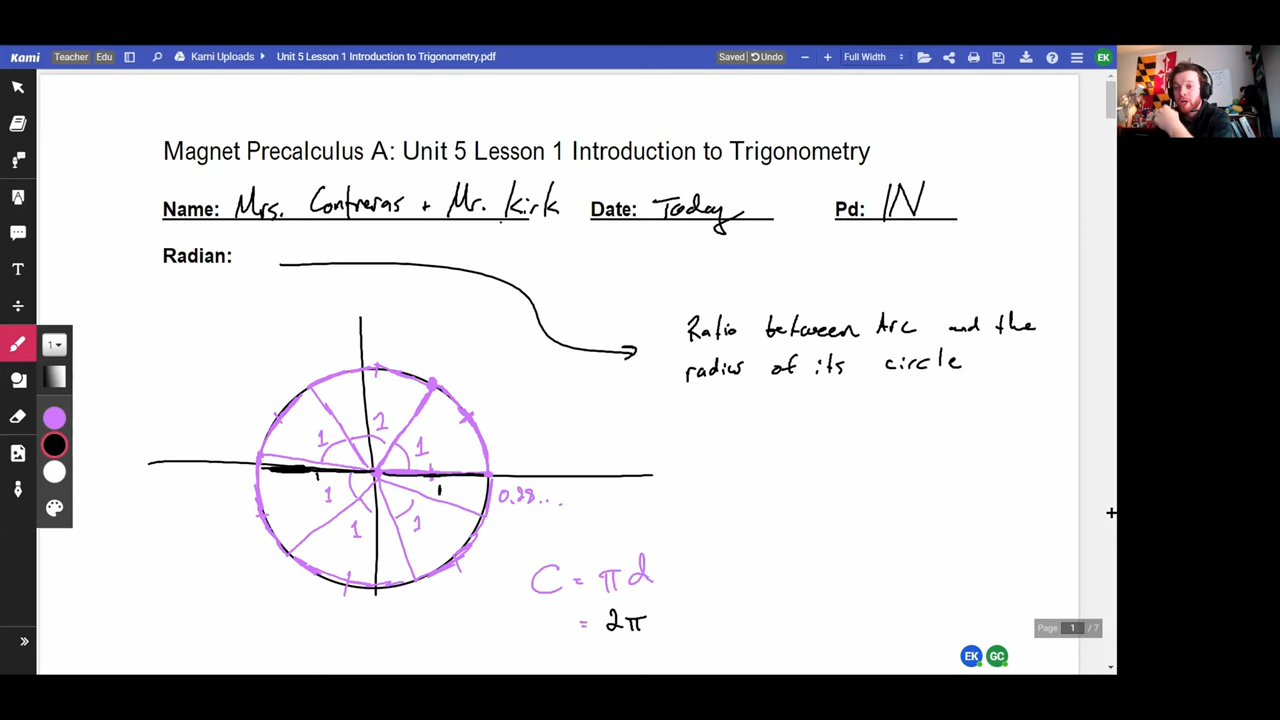 Kami Teacher Edu Kami Uploads Unit 5 Lesson 1 Introduction to Trigonometry.pdf Saved Undo Full Width EK
Magnet Precalculus A: Unit 5 Lesson 1 Introduction to Trigonometry
Name: Mrs. Contreras + Mr. Kirk Date: Today Pd: IN
Radian:
Ratio between Arc and the
radius of its circle
1 2 1
1 0.28...
1 1
C = πd
= 2π
1
Page 1 / 7
EK GC